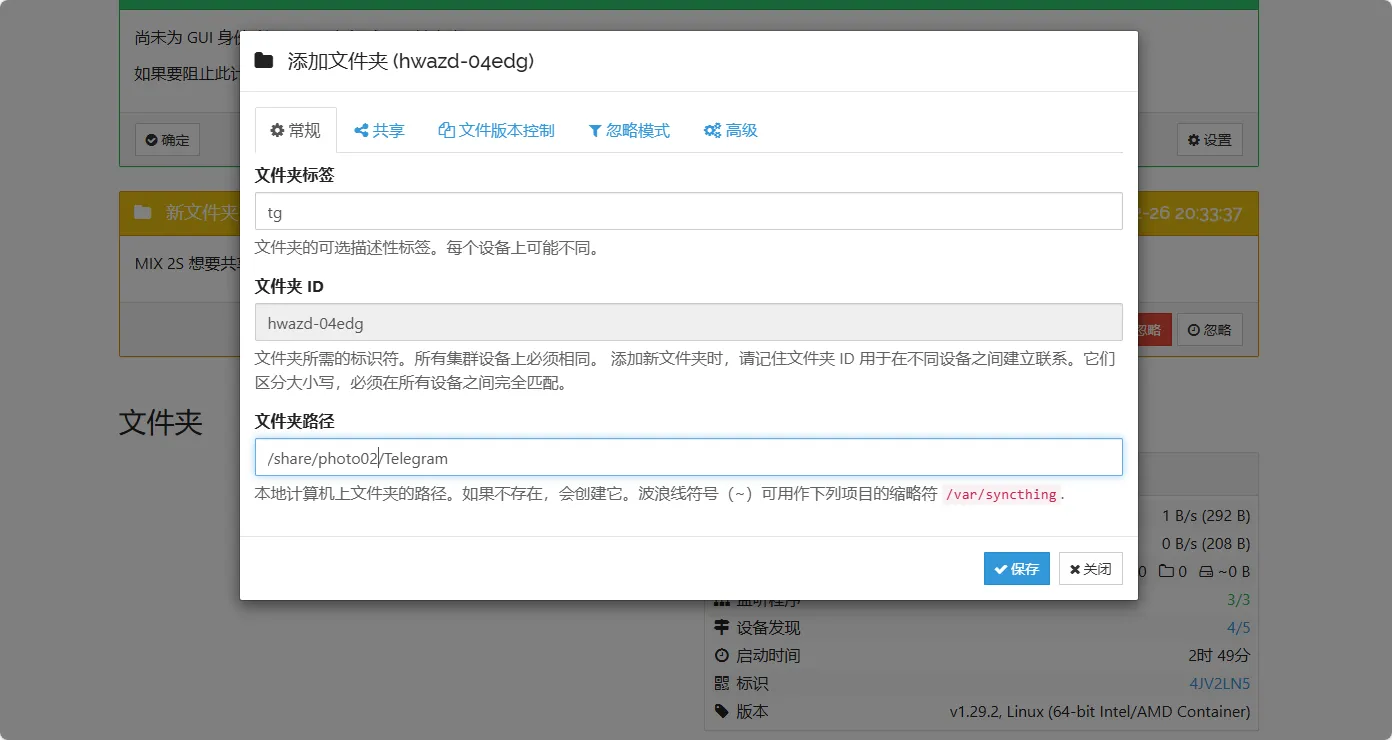 尚未为 GUI 身
如果要阻止此计
确定
设置
新文件夹
-26 20:33:37
MIX 2S 想要共
忽略
忽略
文件夹
添加文件夹 (hwazd-04edg)
常规 共享 文件版本控制 忽略模式 高级
文件夹标签
tg
文件夹的可选描述性标签。每个设备上可能不同。
文件夹 ID
hwazd-04edg
文件夹所需的标识符。所有集群设备上必须相同。 添加新文件夹时，请记住文件夹 ID 用于在不同设备之间建立联系。它们
区分大小写，必须在所有设备之间完全匹配。
文件夹路径
/share/photo02/Telegram
本地计算机上文件夹的路径。如果不存在，会创建它。波浪线符号（~）可用作下列项目的缩略符 /var/syncthing.
保存 关闭
1 B/s (292 B)
0 B/s (208 B)
0 0 ~0 B
监听程序 3/3
设备发现 4/5
启动时间 2时 49分
标识 4JV2LN5
版本 v1.29.2, Linux (64-bit Intel/AMD Container)